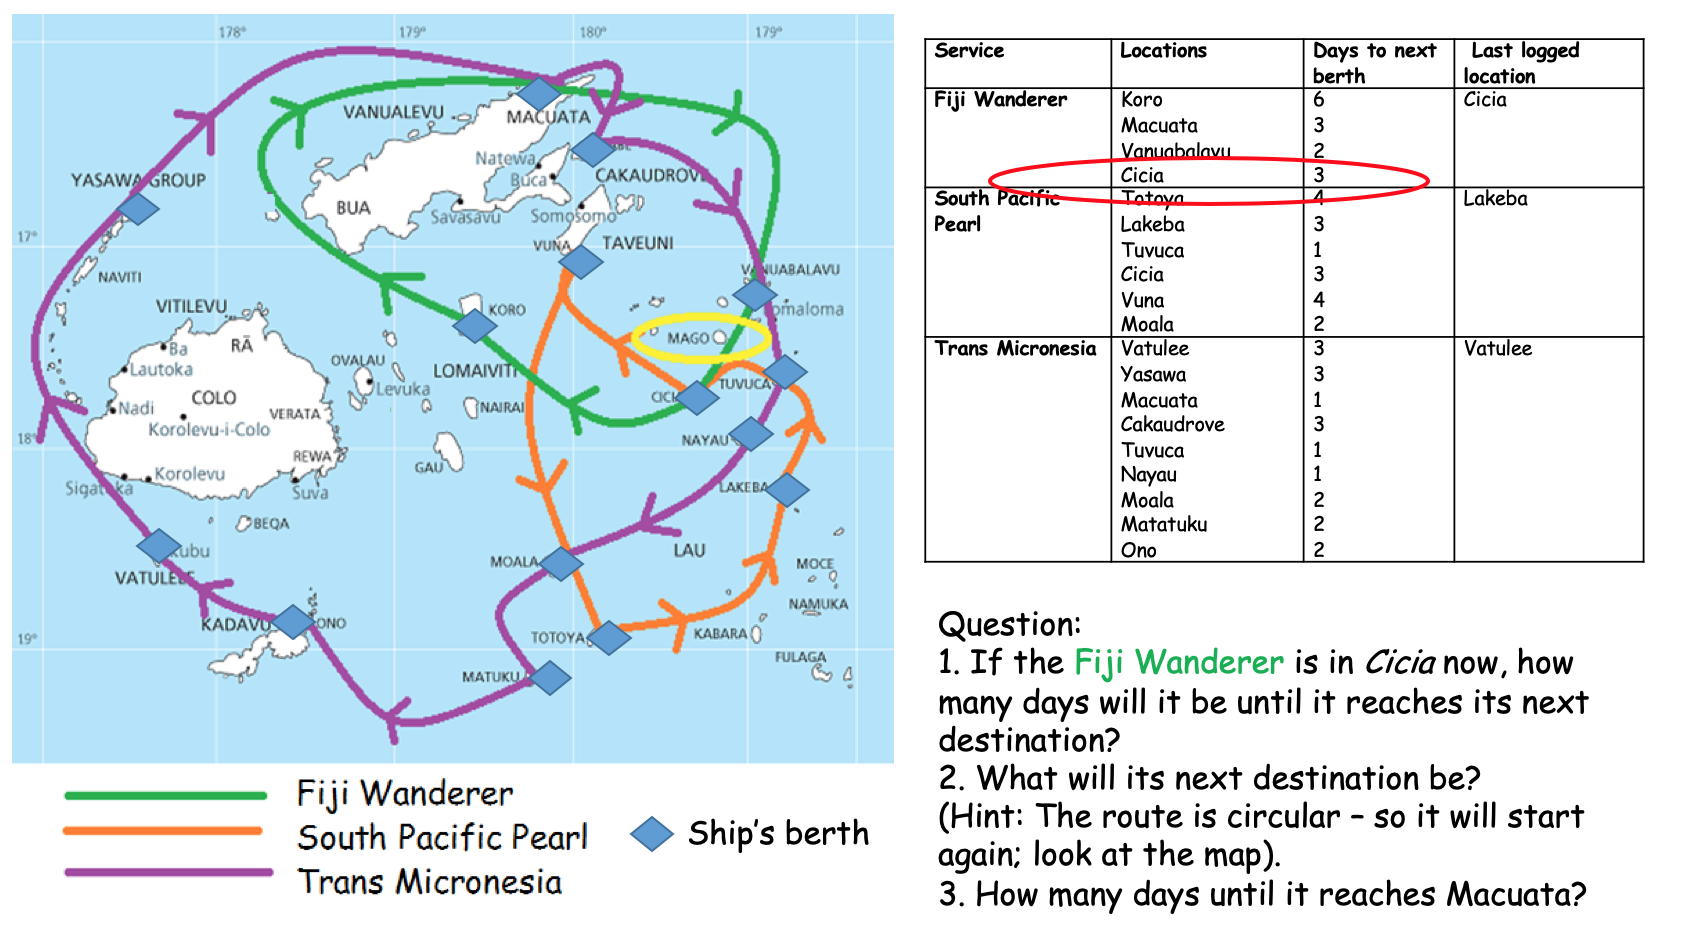 178°
179°
180°
179°
VANUALEVU
MACUATA
Natewa
Buca
CAKAUDROVE
YASAWA GROUP
BUA
Savasavu
Somosomo
17°
VUNA
TAVEUNI
NAVITI
VANUABALAVU
VITILEVU
KORO
omaloma
Ba
RĀ
MAGO
Lautoka
OVALAU
LOMAIVITI
TUVUCA
Levuka
CICI
COLO
Nadi
VERATA
NAIRAI
Korolevu-i-Colo
18°
NAYAU
REWA
GAU
Korolevu
Sigatoka
Suva
LAKEBA
BEQA
kubu
LAU
MOALA
MOCE
VATULELE
NAMUKA
KADAVU
ONO
TOTOYA
KABARA
19°
FULAGA
MATUKU
Fiji Wanderer
South Pacific Pearl
Trans Micronesia
Ship's berth
Service Locations Days to next berth Last logged location
Fiji Wanderer Koro 6 Cicia
Macuata 3
Vanuabalavu 2
Cicia 3
South Pacific Pearl Totoya 4 Lakeba
Lakeba 3
Tuvuca 1
Cicia 3
Vuna 4
Moala 2
Trans Micronesia Vatulee 3 Vatulee
Yasawa 3
Macuata 1
Cakaudrove 3
Tuvuca 1
Nayau 1
Moala 2
Matatuku 2
Ono 2
Question:
1. If the Fiji Wanderer is in Cicia now, how
many days will it be until it reaches its next
destination?
2. What will its next destination be?
(Hint: The route is circular – so it will start
again; look at the map).
3. How many days until it reaches Macuata?